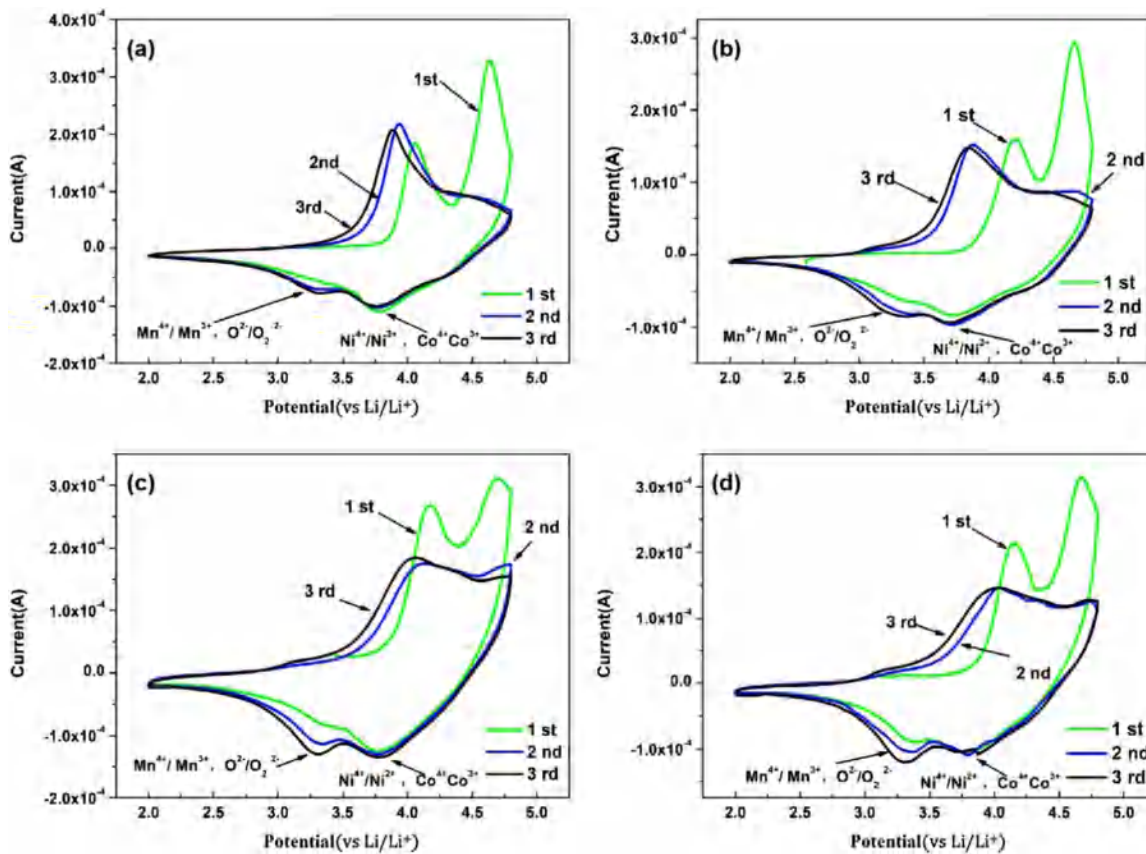 (a)
4.0x10⁻⁴
3.0x10⁻⁴
2.0x10⁻⁴
1.0x10⁻⁴
0.0
-1.0x10⁻⁴
-2.0x10⁻⁴
Current(A)
1st
2nd
3rd
1 st
2 nd
3 rd
Mn⁴⁺/ Mn³⁺, O²⁻/O₂²⁻
Ni⁴⁺/Ni²⁺, Co⁴⁺Co³⁺
2.0 2.5 3.0 3.5 4.0 4.5 5.0
Potential(vs Li/Li⁺)
(b)
3.0x10⁻⁴
2.0x10⁻⁴
1.0x10⁻⁴
0.0
-1.0x10⁻⁴
Current(A)
1 st
2 nd
3 rd
1 st
2 nd
3 rd
Mn⁴⁺/ Mn³⁺, O²⁻/O₂²⁻
Ni⁴⁺/Ni²⁺, Co⁴⁺Co³⁺
2.0 2.5 3.0 3.5 4.0 4.5 5.0
Potential(vs Li/Li⁺)
(c)
3.0x10⁻⁴
2.0x10⁻⁴
1.0x10⁻⁴
0.0
-1.0x10⁻⁴
-2.0x10⁻⁴
Current(A)
1 st
2 nd
3 rd
1 st
2 nd
3 rd
Mn⁴⁺/ Mn³⁺, O²⁻/O₂²⁻
Ni⁴⁺/Ni²⁺, Co⁴⁺Co³⁺
2.0 2.5 3.0 3.5 4.0 4.5 5.0
Potential(vs Li/Li⁺)
(d)
3.0x10⁻⁴
2.0x10⁻⁴
1.0x10⁻⁴
0.0
-1.0x10⁻⁴
Current(A)
1 st
3 rd
2 nd
1 st
2 nd
3 rd
Mn⁴⁺/ Mn³⁺, O²⁻/O₂²⁻
Ni⁴⁺/Ni²⁺, Co⁴⁺Co³⁺
2.0 2.5 3.0 3.5 4.0 4.5 5.0
Potential(vs Li/Li⁺)